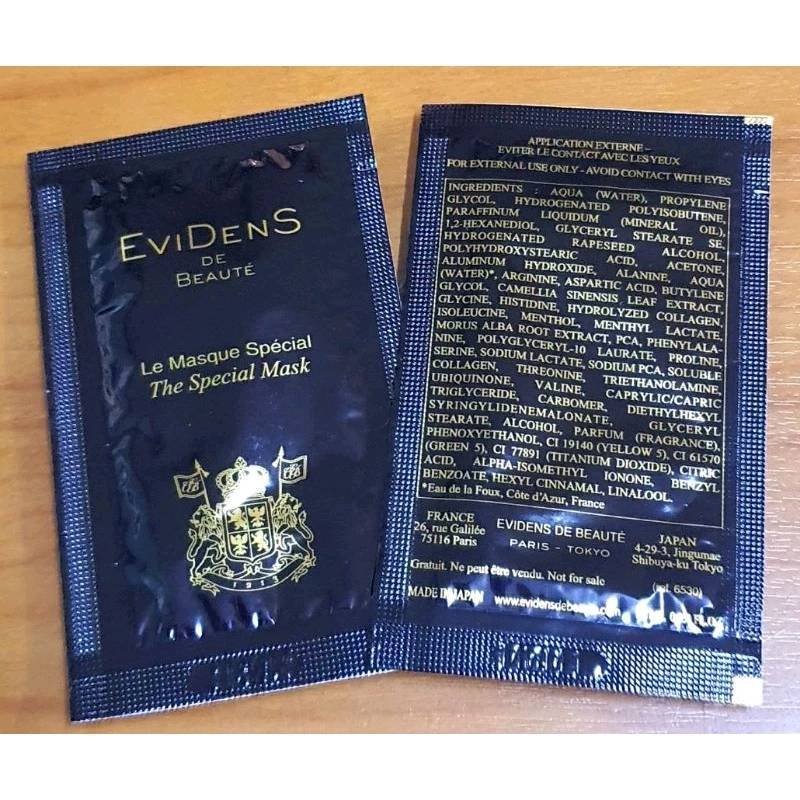 EVIDENS
DE
BEAUTÉ
Le Masque Spécial
The Special Mask
1913
APPLICATION EXTERNE –
EVITER LE CONTACT AVEC LES YEUX
FOR EXTERNAL USE ONLY - AVOID CONTACT WITH EYES
INGREDIENTS : AQUA (WATER), PROPYLENE
GLYCOL, HYDROGENATED POLYISOBUTENE,
PARAFFINUM LIQUIDUM (MINERAL OIL),
1,2-HEXANEDIOL, GLYCERYL STEARATE SE,
HYDROGENATED RAPESEED ALCOHOL,
POLYHYDROXYSTEARIC ACID, ACETONE,
ALUMINUM HYDROXIDE, ALANINE, AQUA
(WATER)*, ARGININE, ASPARTIC ACID, BUTYLENE
GLYCOL, CAMELLIA SINENSIS LEAF EXTRACT,
GLYCINE, HISTIDINE, HYDROLYZED COLLAGEN,
ISOLEUCINE, MENTHOL, MENTHYL LACTATE,
MORUS ALBA ROOT EXTRACT, PCA, PHENYLALA-
NINE, POLYGLYCERYL-10 LAURATE, PROLINE,
SERINE, SODIUM LACTATE, SODIUM PCA, SOLUBLE
COLLAGEN, THREONINE, TRIETHANOLAMINE,
UBIQUINONE, VALINE, CAPRYLIC/CAPRIC
TRIGLYCERIDE, CARBOMER, DIETHYLHEXYL
SYRINGYLIDENEMALONATE, GLYCERYL
STEARATE, ALCOHOL, PARFUM (FRAGRANCE),
PHENOXYETHANOL, CI 19140 (YELLOW 5), CI 61570
(GREEN 5), CI 77891 (TITANIUM DIOXIDE), CITRIC
ACID, ALPHA-ISOMETHYL IONONE, BENZYL
BENZOATE, HEXYL CINNAMAL, LINALOOL.
*Eau de la Foux, Côte d'Azur, France
FRANCE
26, rue Galilée
75116 Paris
EVIDENS DE BEAUTÉ
PARIS - TOKYO
JAPAN
4-29-3, Jingumae
Shibuya-ku Tokyo
Gratuit. Ne peut être vendu. Not for sale
(ref. 6530)
MADE IN JAPAN
www.evidensdebeaute.com
FL.OZ.